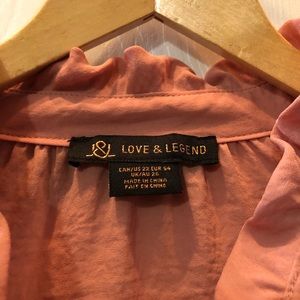 L&L LOVE & LEGEND
CAN/US 22 EUR 54
UK/AU 26
MADE IN CHINA
FAIT EN CHINE